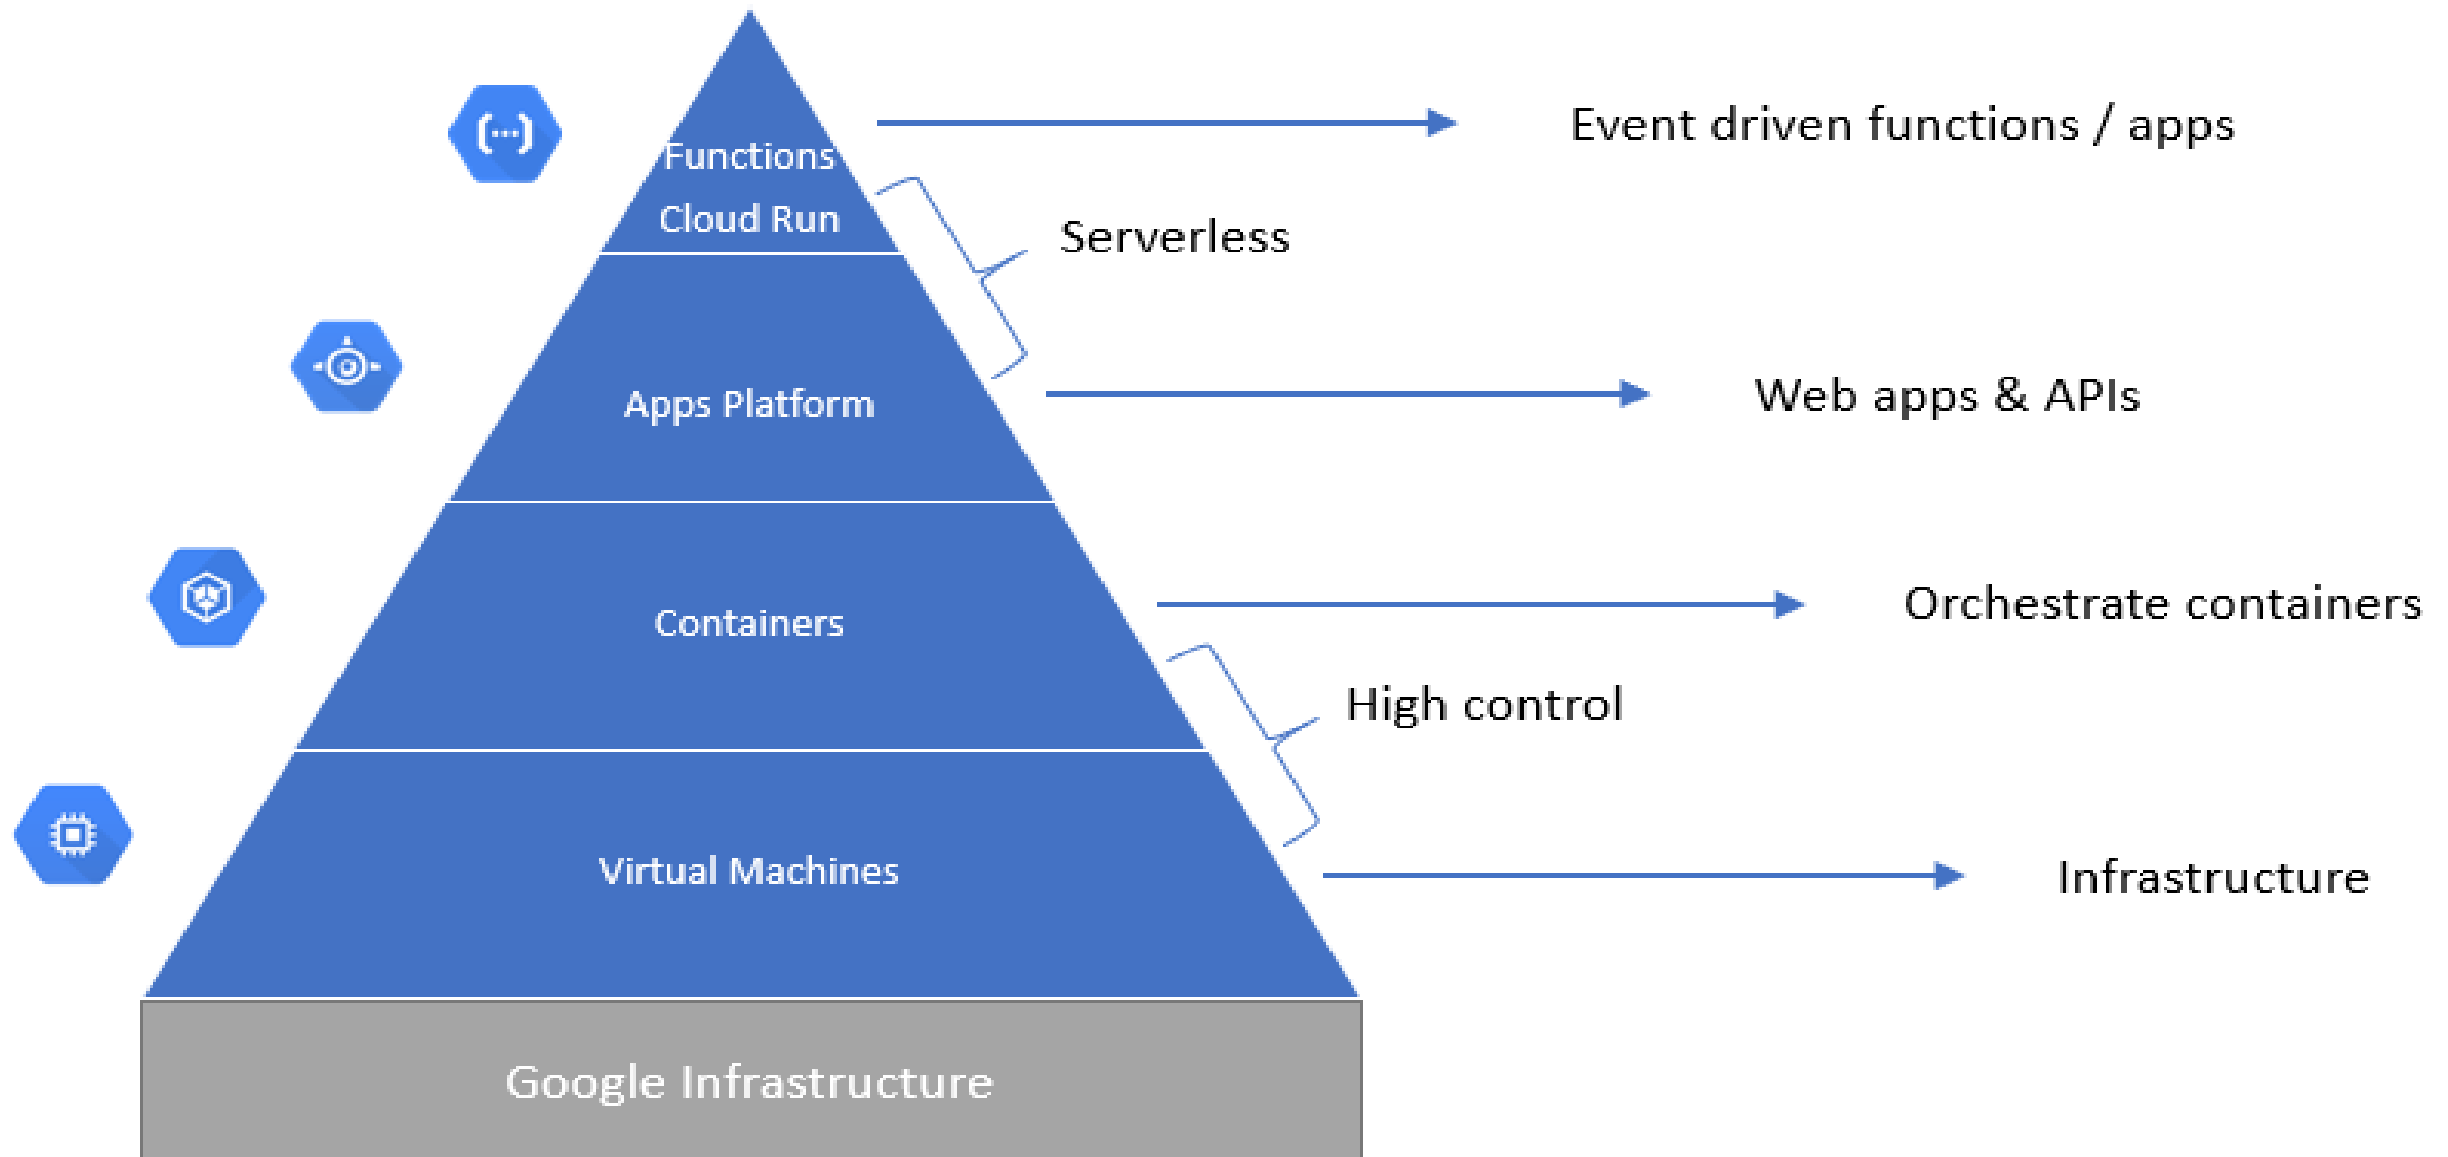 Functions
Cloud Run
Event driven functions / apps
Serverless
Apps Platform
Web apps & APIs
Containers
Orchestrate containers
High control
Virtual Machines
Infrastructure
Google Infrastructure